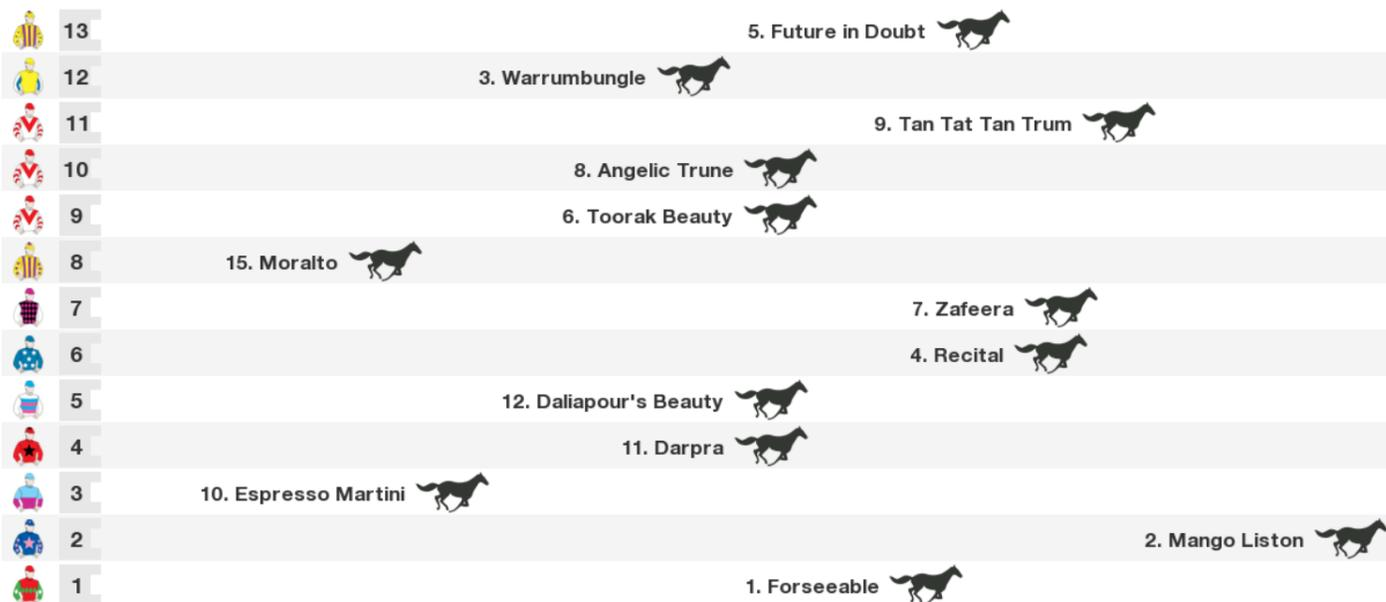 13 5. Future in Doubt
12 3. Warrumbungle
11 9. Tan Tat Tan Trum
10 8. Angelic Trune
9 6. Toorak Beauty
8 15. Moralto
7 7. Zafeera
6 4. Recital
5 12. Daliapour's Beauty
4 11. Darpra
3 10. Espresso Martini
2 2. Mango Liston
1 1. Forseeable